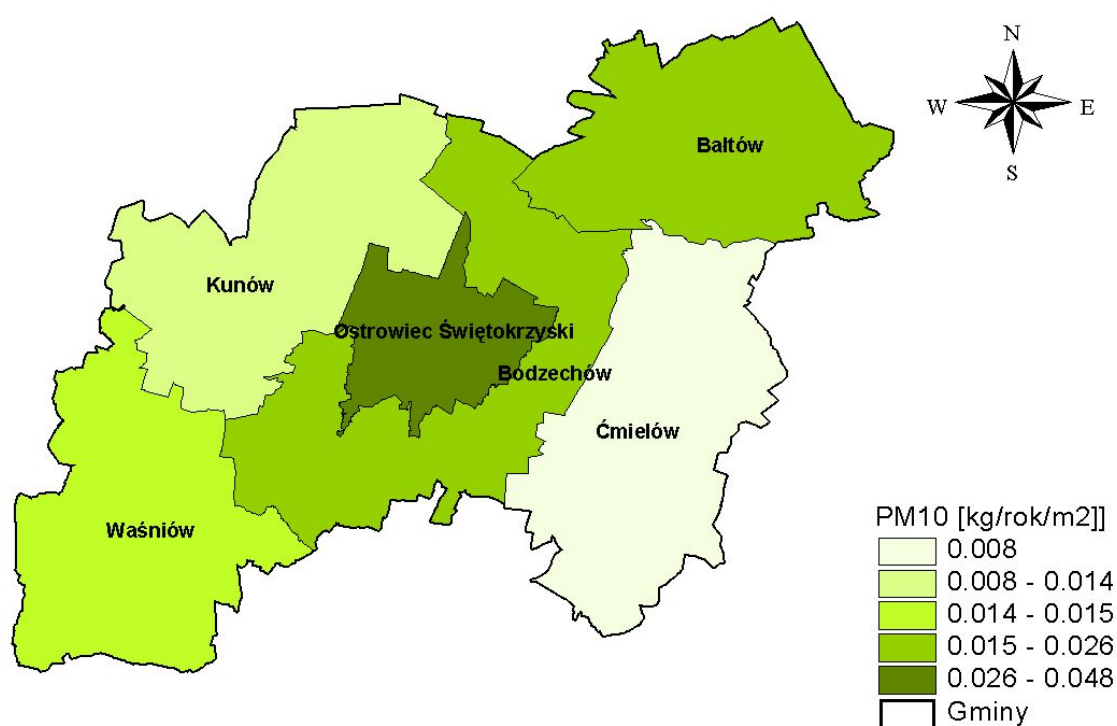 N
W E
S
Bałtów
Kunów
Ostrowiec Świętokrzyski
Bodzechów
Ćmielów
Waśniów
PM10 [kg/rok/m2]]
0.008
0.008 - 0.014
0.014 - 0.015
0.015 - 0.026
0.026 - 0.048
Gminy